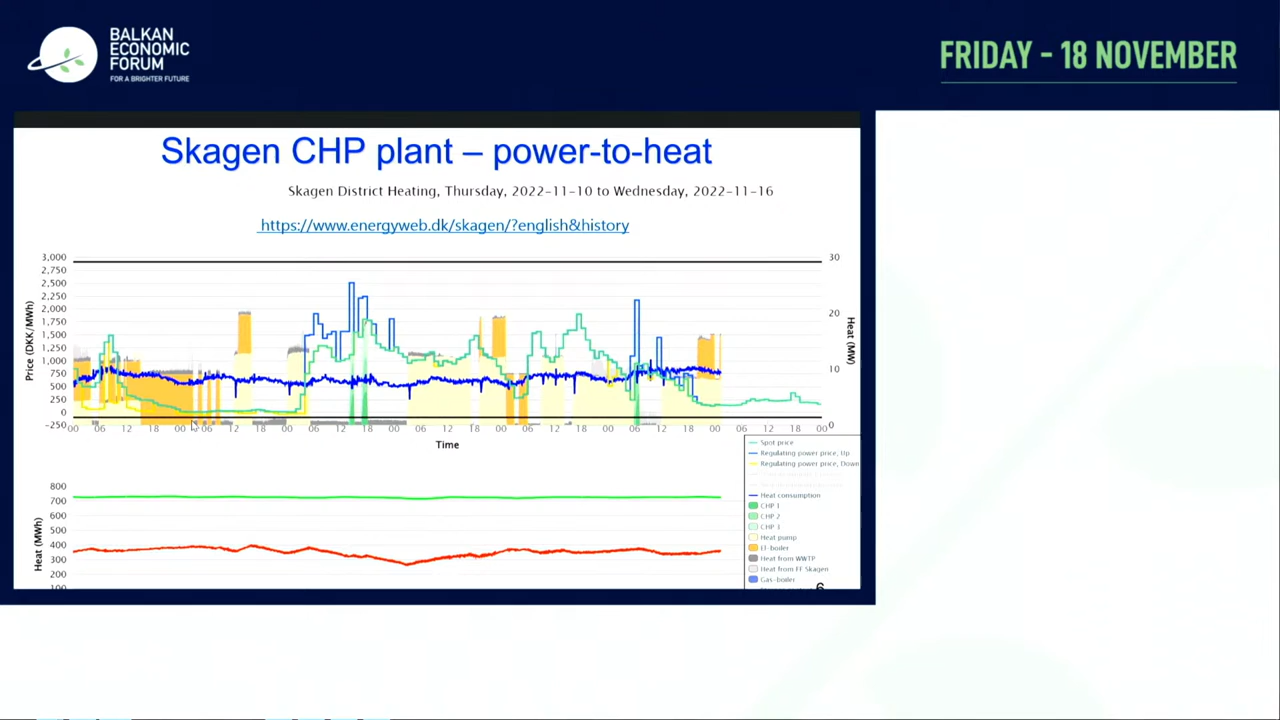 BALKAN
ECONOMIC
FORUM
FOR A BRIGHTER FUTURE
FRIDAY - 18 NOVEMBER
Skagen CHP plant – power-to-heat
Skagen District Heating, Thursday, 2022-11-10 to Wednesday, 2022-11-16
https://www.energyweb.dk/skagen/?english&history
3,000
2,750
2,500
2,250
2,000
1,750
1,500
1,250
1,000
750
500
250
0
-250
Price (DKK/MWh)
30
20
10
0
Heat (MW)
00 06 12 18 00 06 12 18 00 06 12 18 00 06 12 18 00 06 12 18 00 06 12 18 00 06 12 18 00
Time
Spot price
Regulating power price, Up
Regulating power price, Down
Heat consumption
CHP 1
CHP 2
CHP 3
Heat pump
El-boiler
Heat from WWTP
Heat from FF Skagen
Gas-boiler
800
700
600
500
400
300
200
100
Heat (MWh)
6